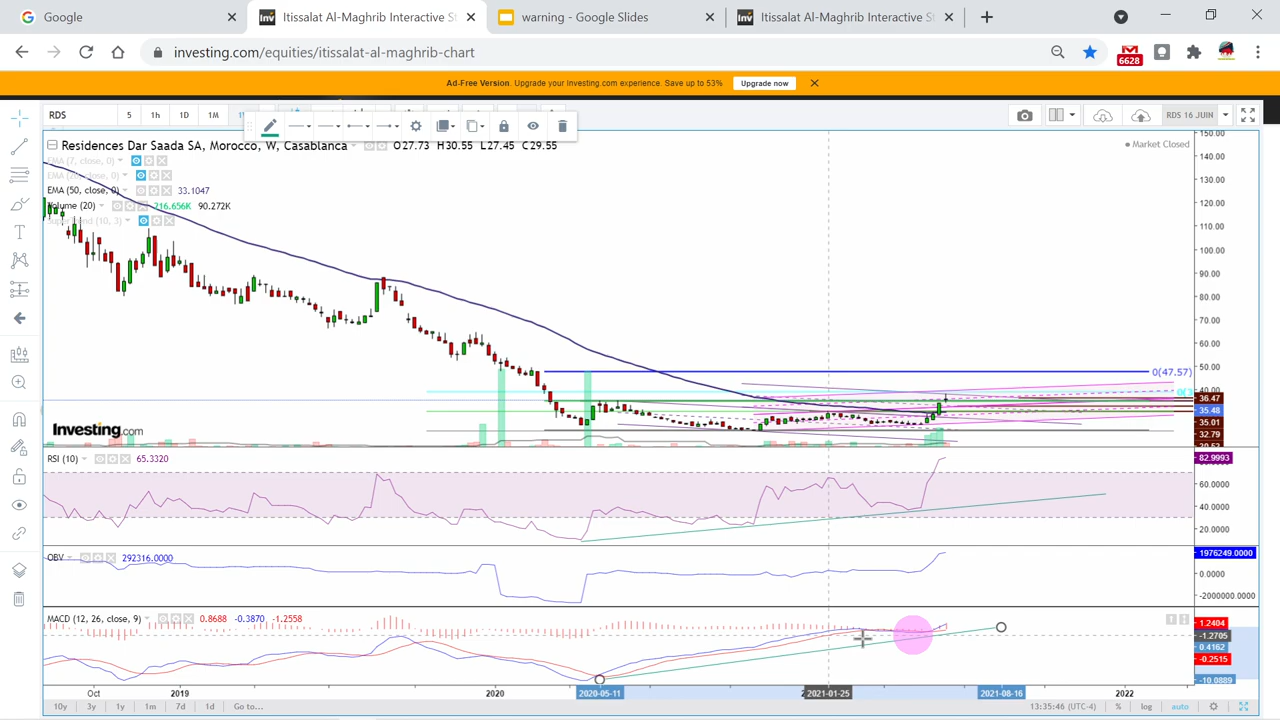 Google
Itissalat Al-Maghrib Interactive S
warning - Google Slides
Itissalat Al-Maghrib Interactive S
investing.com/equities/itissalat-al-maghrib-chart
6628
Ad-Free Version. Upgrade your Investing.com experience. Save up to 53%
Upgrade now
RDS
5
1h
1D
1M
RDS 16 JUIN
Residences Dar Saada SA, Morocco, W, Casablanca
O27.73 H30.55 L27.45 C29.55
Market Closed
EMA (7, close, 0)
EMA (50, close, 0)
33.1047
Volume (20)
216.656K
90.272K
SuperTrend (10, 3)
150.00
140.00
130.00
120.00
110.00
100.00
90.00
80.00
70.00
60.00
50.00
40.00
0(47.57)
36.47
35.48
35.01
32.79
Investing.com
RSI (10)
65.3320
82.9993
60.0000
40.0000
20.0000
OBV
292316.0000
1976249.0000
0.0000
-2000000.0000
MACD (12, 26, close, 9)
0.8688
-0.3870
-1.2558
1.2404
-1.2705
0.4162
-0.2515
-10.0889
Oct
2019
2020
2020-05-11
2021-01-25
2021-08-16
2022
10y
3y
1y
1m
7d
1d
Go to...
13:35:46 (UTC-4)
%
log
auto